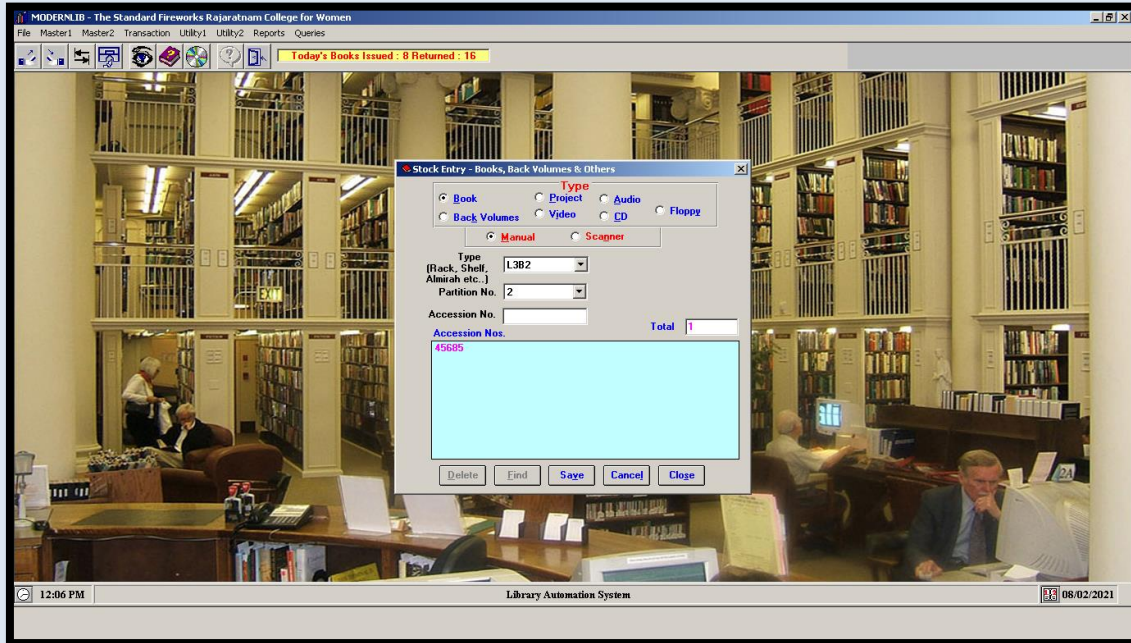 MODERNLIB - The Standard Fireworks Rajaratnam College for Women
File Master1 Master2 Transaction Utility1 Utility2 Reports Queries
Today's Books Issued : 8 Returned : 16
Stock Entry - Books, Back Volumes & Others
Type
Book Project Audio
Back Volumes Video CD Floppy
Manual Scanner
Type
(Rack, Shelf,
Almirah etc..)
L3B2
Partition No. 2
Accession No.
Total 1
Accession Nos.
45685
Delete Find Save Cancel Close
EXIT
2A
12:06 PM Library Automation System 08/02/2021